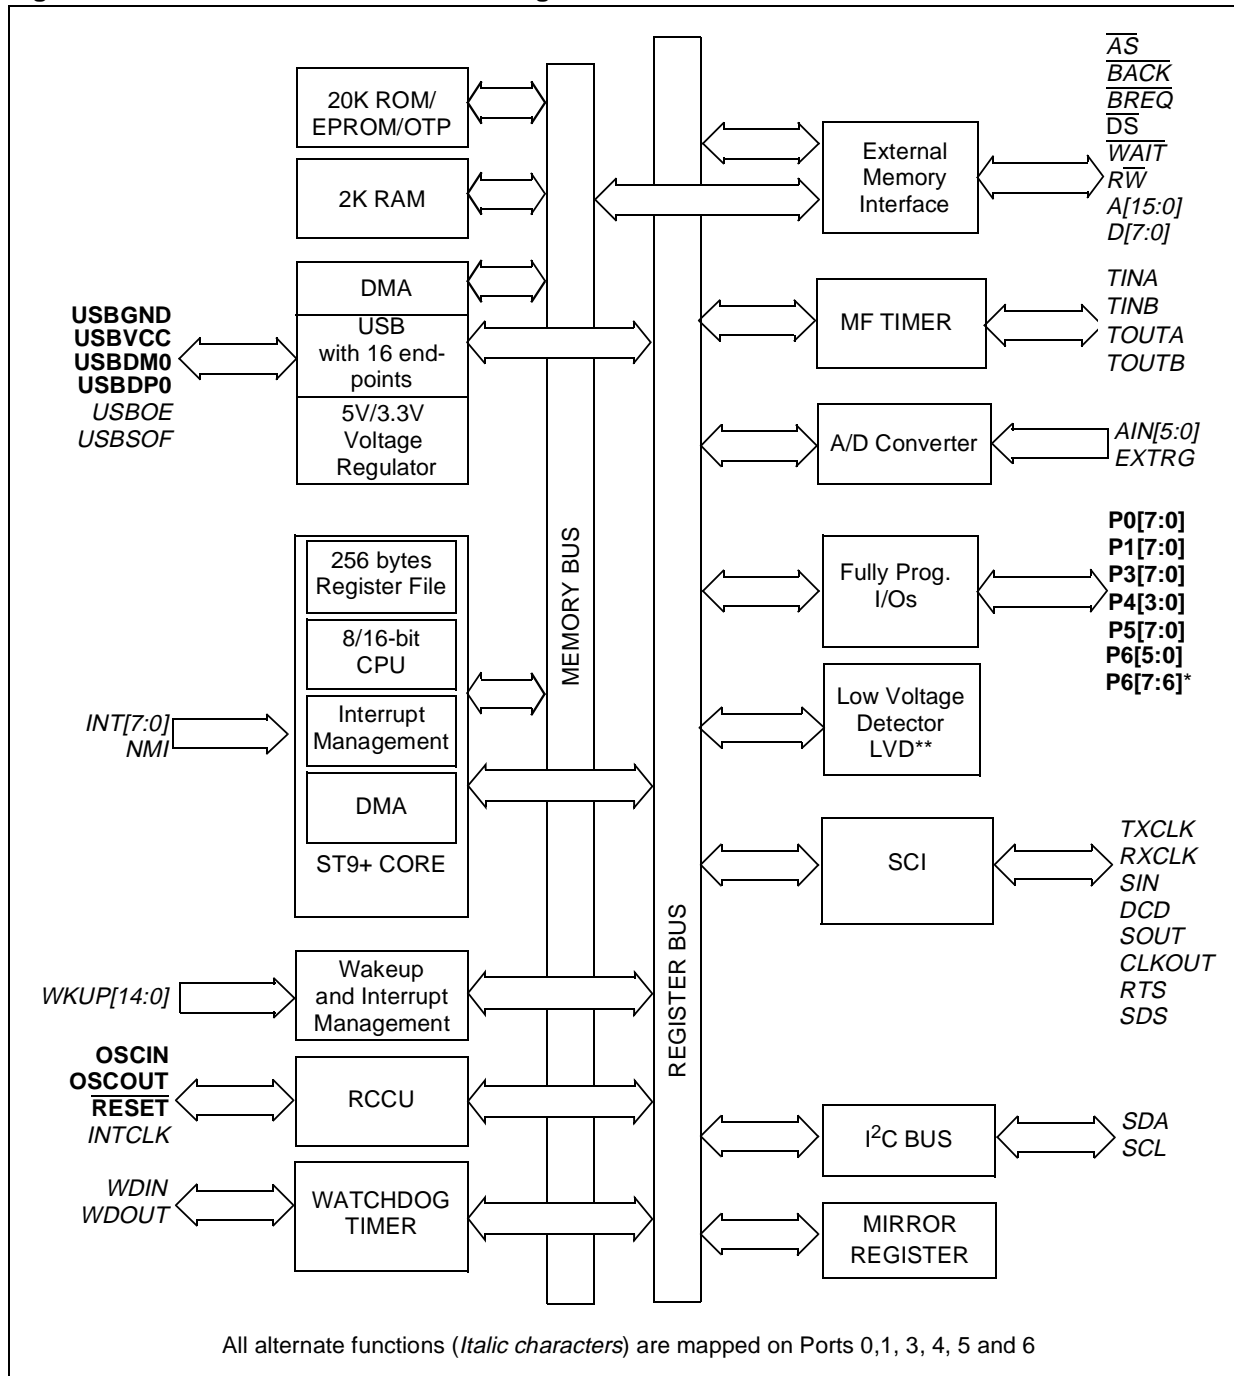 20K ROM/
EPROM/OTP
2K RAM
DMA
USB
with 16 end-
points
5V/3.3V
Voltage
Regulator
USBGND
USBVCC
USBDM0
USBDP0
USBOE
USBSOF
256 bytes
Register File
8/16-bit
CPU
Interrupt
Management
DMA
ST9+ CORE
INT[7:0]
NMI
Wakeup
and Interrupt
Management
WKUP[14:0]
OSCIN
OSCOUT
RESET
INTCLK
RCCU
WDIN
WDOUT
WATCHDOG
TIMER
MEMORY BUS
REGISTER BUS
External
Memory
Interface
AS
BACK
BREQ
DS
WAIT
RW
A[15:0]
D[7:0]
MF TIMER
TINA
TINB
TOUTA
TOUTB
A/D Converter
AIN[5:0]
EXTRG
Fully Prog.
I/Os
P0[7:0]
P1[7:0]
P3[7:0]
P4[3:0]
P5[7:0]
P6[5:0]
P6[7:6]*
Low Voltage
Detector
LVD**
SCI
TXCLK
RXCLK
SIN
DCD
SOUT
CLKOUT
RTS
SDS
I²C BUS
SDA
SCL
MIRROR
REGISTER
All alternate functions (Italic characters) are mapped on Ports 0,1, 3, 4, 5 and 6